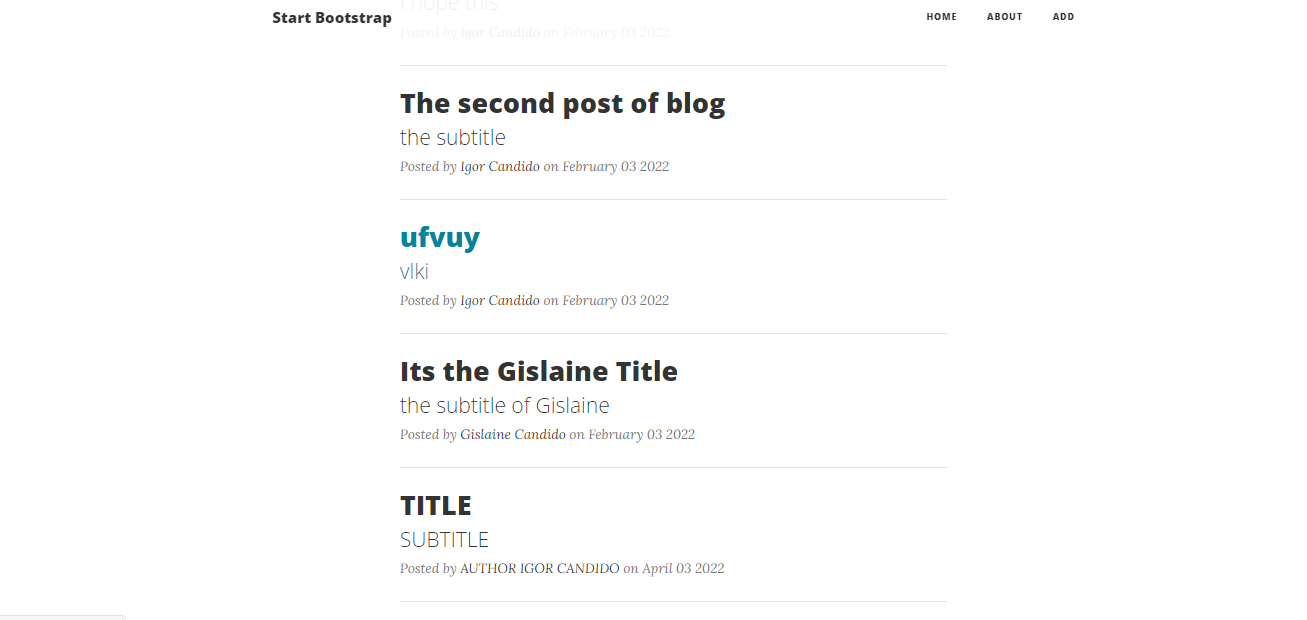 Start Bootstrap
HOME ABOUT ADD
I hope this
Posted by Igor Candido on February 03 2022
The second post of blog
the subtitle
Posted by Igor Candido on February 03 2022
ufvuy
vlki
Posted by Igor Candido on February 03 2022
Its the Gislaine Title
the subtitle of Gislaine
Posted by Gislaine Candido on February 03 2022
TITLE
SUBTITLE
Posted by AUTHOR IGOR CANDIDO on April 03 2022